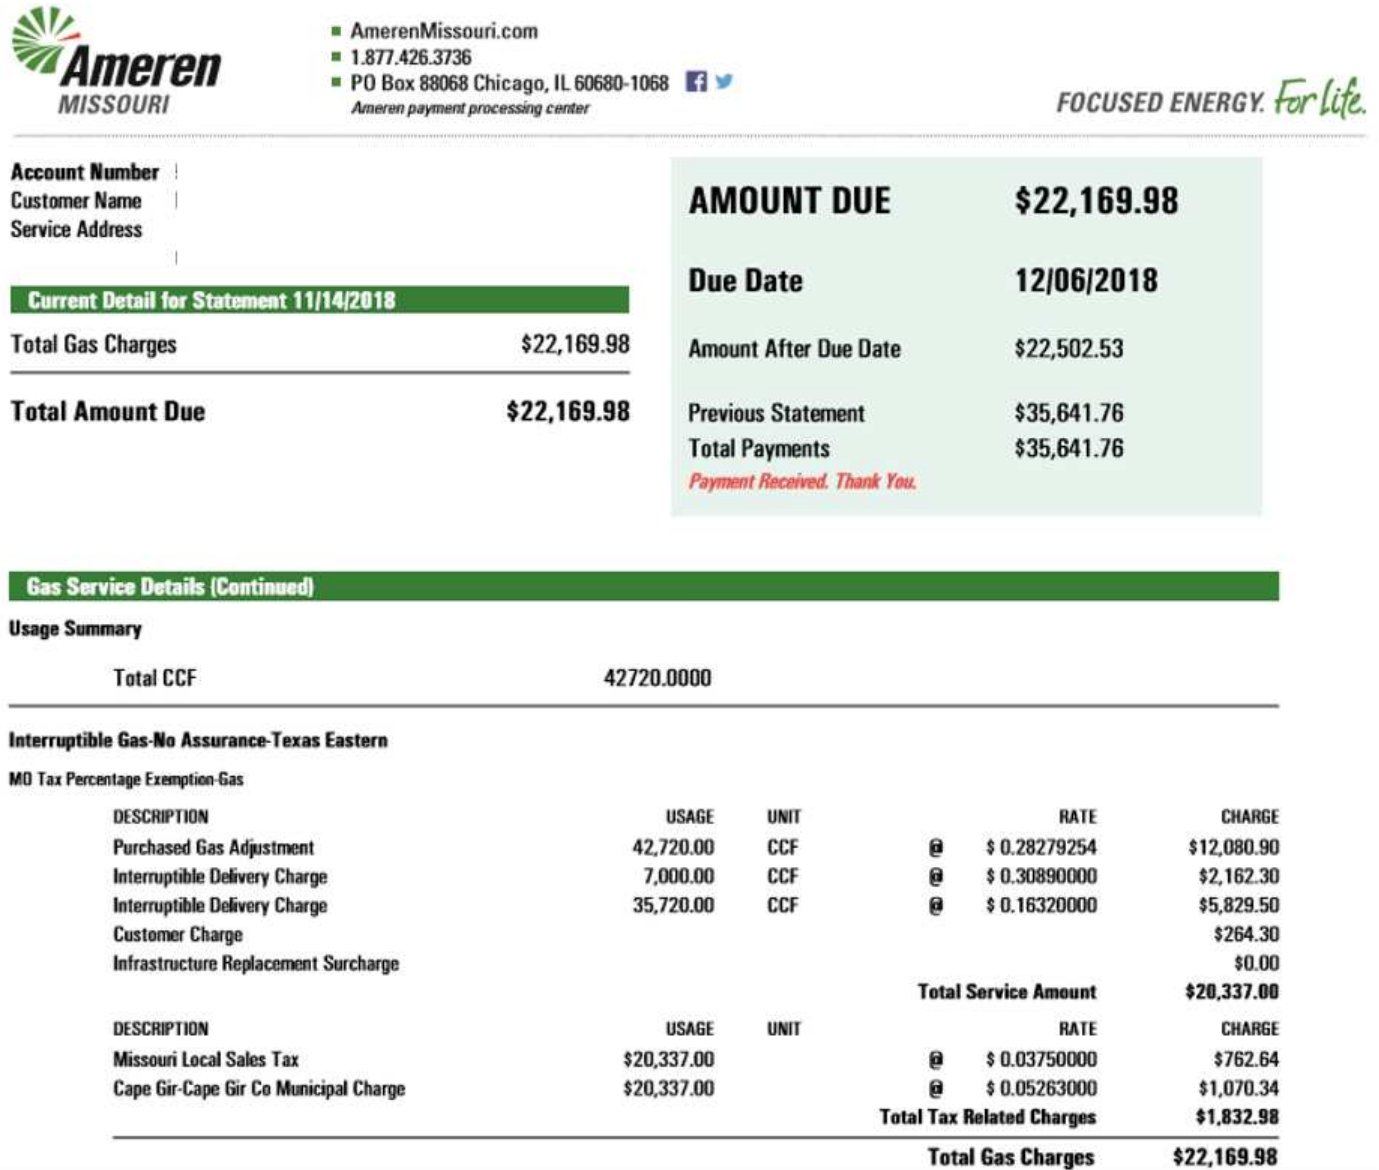 Ameren
MISSOURI
AmerenMissouri.com
1.877.426.3736
PO Box 88068 Chicago, IL 60680-1068
Ameren payment processing center
FOCUSED ENERGY. For life.
Account Number
Customer Name
Service Address
Current Detail for Statement 11/14/2018
Total Gas Charges $22,169.98
Total Amount Due $22,169.98
AMOUNT DUE $22,169.98
Due Date 12/06/2018
Amount After Due Date $22,502.53
Previous Statement $35,641.76
Total Payments $35,641.76
Payment Received. Thank You.
Gas Service Details (Continued)
Usage Summary
Total CCF 42720.0000
Interruptible Gas-No Assurance-Texas Eastern
MO Tax Percentage Exemption-Gas
DESCRIPTION USAGE UNIT RATE CHARGE
Purchased Gas Adjustment 42,720.00 CCF @ $ 0.28279254 $12,080.90
Interruptible Delivery Charge 7,000.00 CCF @ $ 0.30890000 $2,162.30
Interruptible Delivery Charge 35,720.00 CCF @ $ 0.16320000 $5,829.50
Customer Charge $264.30
Infrastructure Replacement Surcharge $0.00
Total Service Amount $20,337.00
DESCRIPTION USAGE UNIT RATE CHARGE
Missouri Local Sales Tax $20,337.00 @ $ 0.03750000 $762.64
Cape Gir-Cape Gir Co Municipal Charge $20,337.00 @ $ 0.05263000 $1,070.34
Total Tax Related Charges $1,832.98
Total Gas Charges $22,169.98